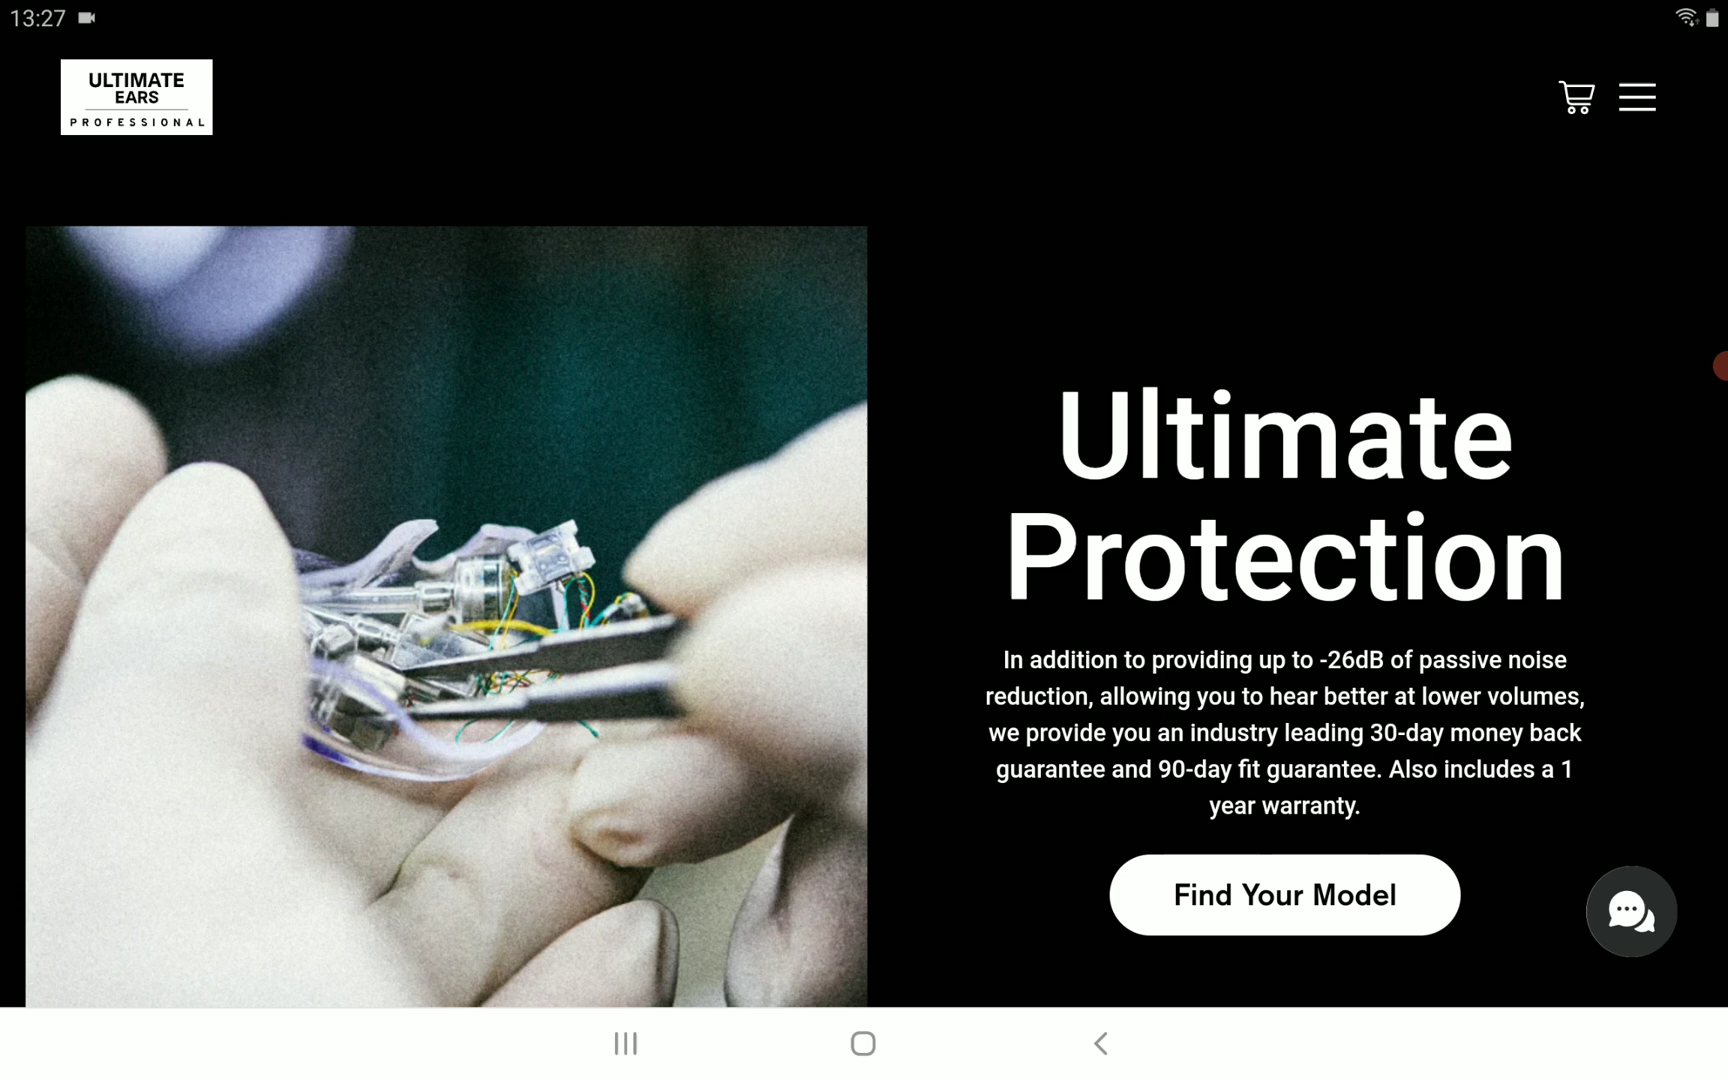 13:27
ULTIMATE
EARS
PROFESSIONAL
Ultimate
Protection
In addition to providing up to -26dB of passive noise
reduction, allowing you to hear better at lower volumes,
we provide you an industry leading 30-day money back
guarantee and 90-day fit guarantee. Also includes a 1
year warranty.
Find Your Model